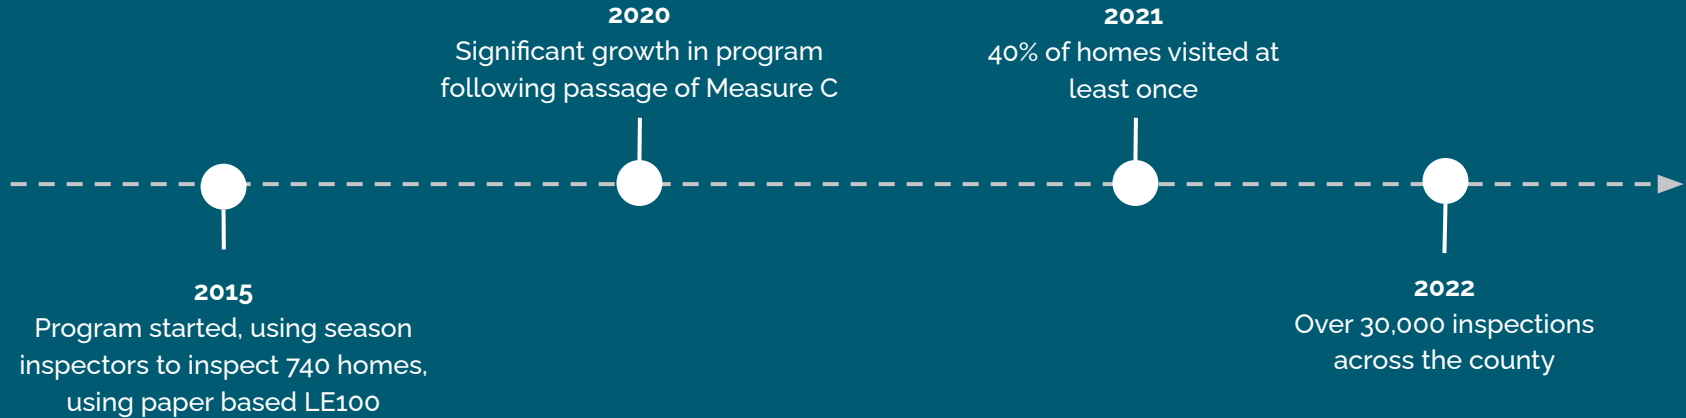 2020
Significant growth in program
following passage of Measure C
2021
40% of homes visited at
least once
2015
Program started, using season
inspectors to inspect 740 homes,
using paper based LE100
2022
Over 30,000 inspections
across the county